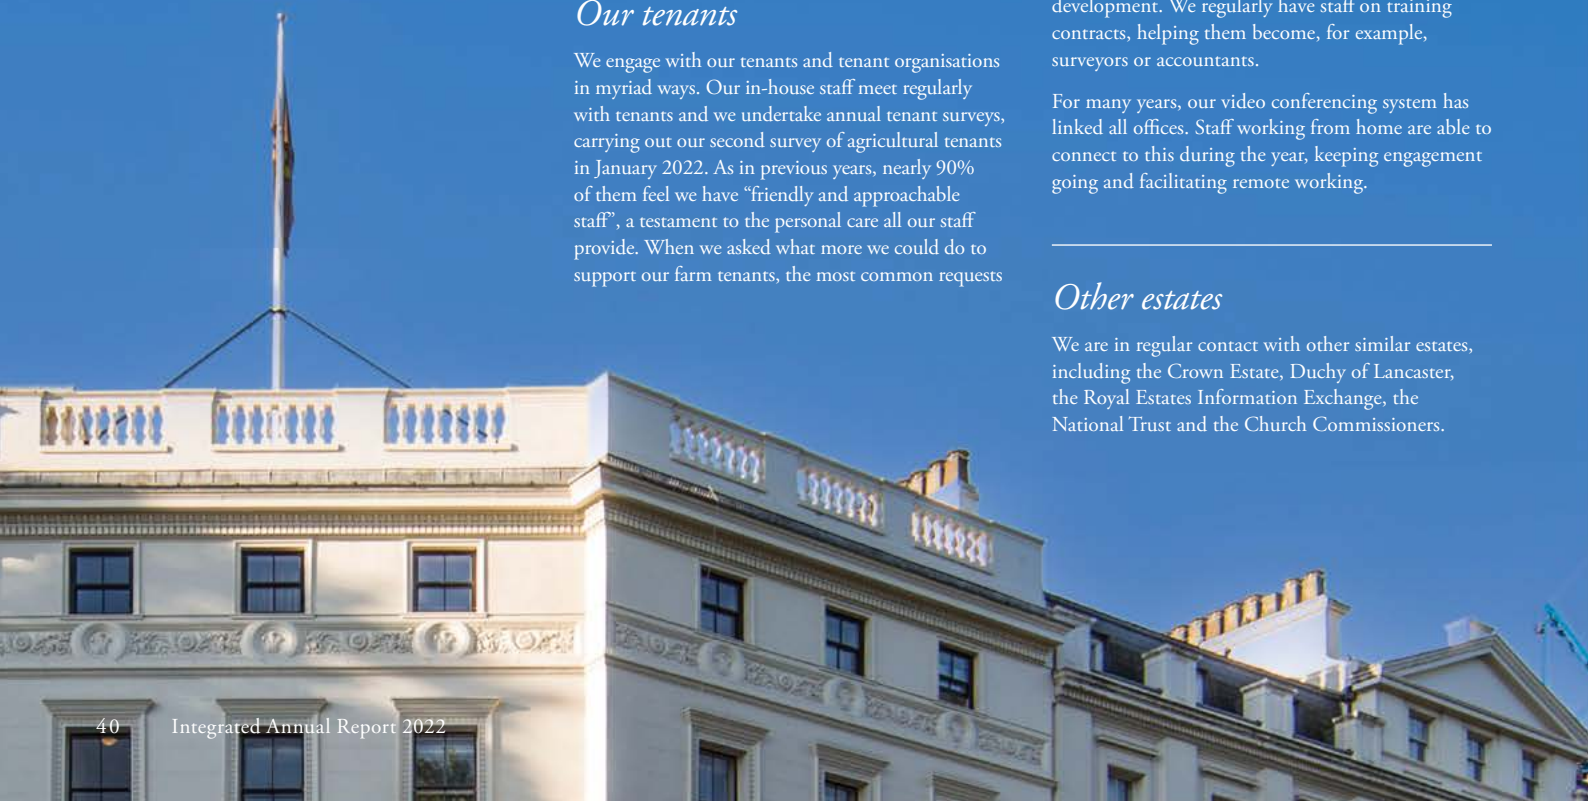 Our tenants
We engage with our tenants and tenant organisations
in myriad ways. Our in-house staff meet regularly
with tenants and we undertake annual tenant surveys,
carrying out our second survey of agricultural tenants
in January 2022. As in previous years, nearly 90%
of them feel we have “friendly and approachable
staff”, a testament to the personal care all our staff
provide. When we asked what more we could do to
support our farm tenants, the most common requests
development. We regularly have staff on training
contracts, helping them become, for example,
surveyors or accountants.
For many years, our video conferencing system has
linked all offices. Staff working from home are able to
connect to this during the year, keeping engagement
going and facilitating remote working.
Other estates
We are in regular contact with other similar estates,
including the Crown Estate, Duchy of Lancaster,
the Royal Estates Information Exchange, the
National Trust and the Church Commissioners.
40 Integrated Annual Report 2022